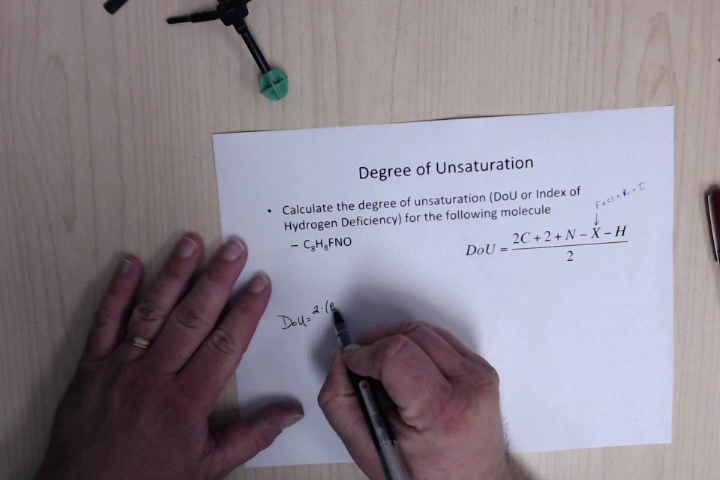 Degree of Unsaturation
• Calculate the degree of unsaturation (DoU or Index of
Hydrogen Deficiency) for the following molecule
– C₈H₈FNO
F+Cl+Br+I
DoU = (2C + 2 + N − X − H) / 2
DoU = 2·(8